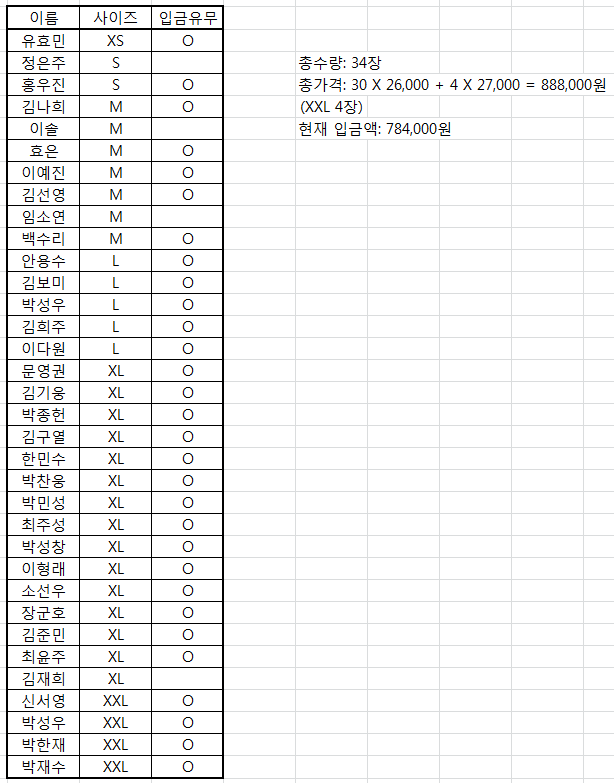 이름 사이즈 입금유무
유효민 XS O
정은주 S 총수량: 34장
홍우진 S O 총가격: 30 X 26,000 + 4 X 27,000 = 888,000원
김나희 M O (XXL 4장)
이솔 M 현재 입금액: 784,000원
효은 M O
이예진 M O
김선영 M O
임소연 M
백수리 M O
안용수 L O
김보미 L O
박성우 L O
김희주 L O
이다원 L O
문영권 XL O
김기웅 XL O
박종헌 XL O
김구열 XL O
한민수 XL O
박찬웅 XL O
박민성 XL O
최주성 XL O
박성창 XL O
이형래 XL O
소선우 XL O
장군호 XL O
김준민 XL O
최윤주 XL O
김재희 XL
신서영 XXL O
박성우 XXL O
박한재 XXL O
박재수 XXL O